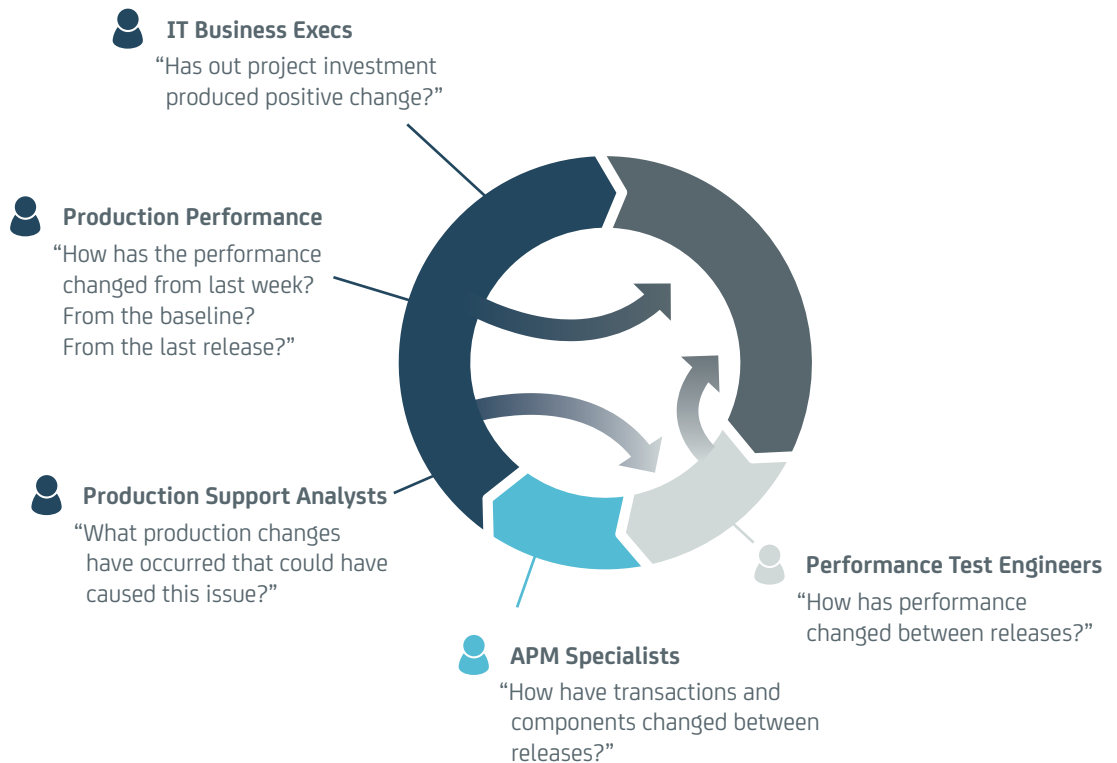 IT Business Execs
“Has out project investment
produced positive change?”
Production Performance
“How has the performance
changed from last week?
From the baseline?
From the last release?”
Production Support Analysts
“What production changes
have occurred that could have
caused this issue?”
APM Specialists
“How have transactions and
components changed between
releases?”
Performance Test Engineers
“How has performance
changed between releases?”